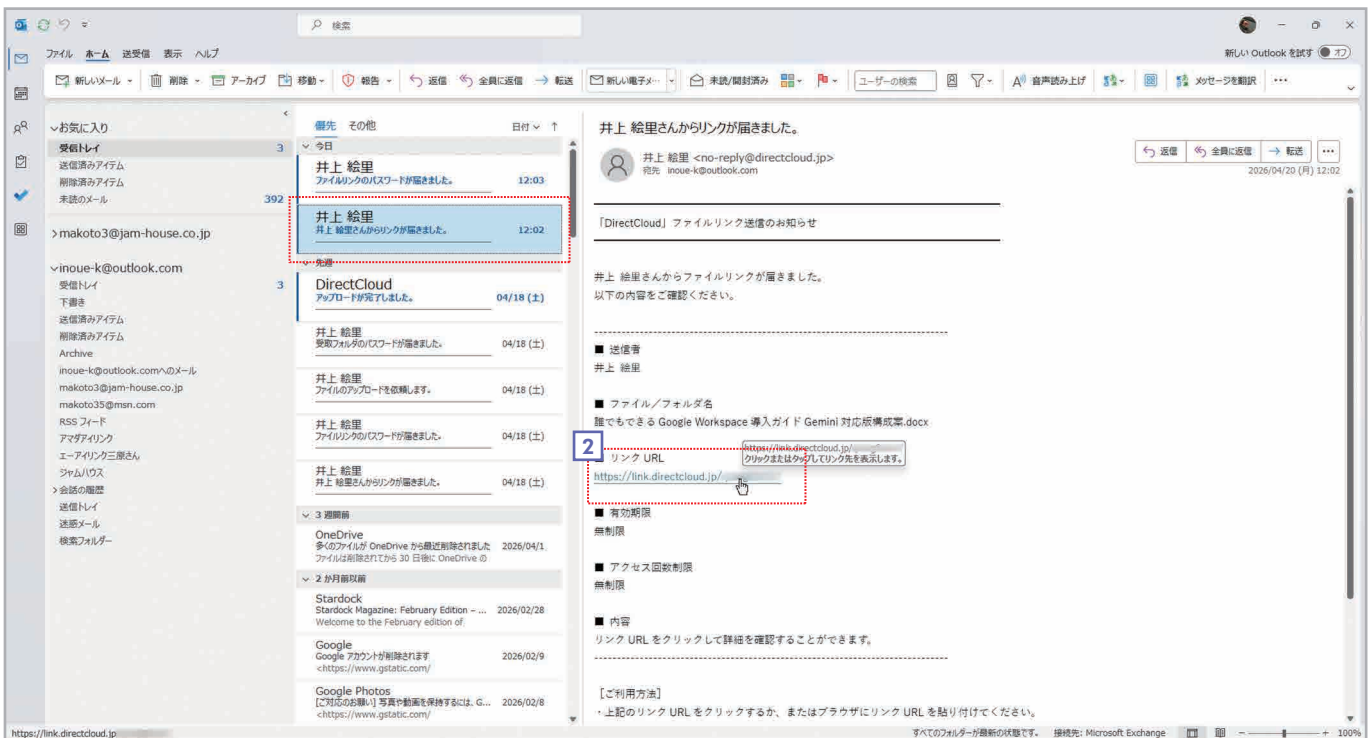 検索
ファイル ホーム 送受信 表示 ヘルプ
新しい Outlook を試す オフ
新しいメール 削除 アーカイブ 移動 報告 返信 全員に返信 転送 新しい電子メ… 未読/開封済み ユーザーの検索 音声読み上げ メッセージを翻訳 …
お気に入り
受信トレイ 3
送信済みアイテム
削除済みアイテム
未読のメール 392
makoto3@jam-house.co.jp
inoue-k@outlook.com
受信トレイ 3
下書き
送信済みアイテム
削除済みアイテム
Archive
inoue-k@outlook.comへのメール
makoto3@jam-house.co.jp
makoto35@msn.com
RSS フィード
アマダアイリンク
エーアイリンク三原さん
ジャムハウス
会話の履歴
送信トレイ
迷惑メール
検索フォルダー
優先 その他 日付 ↑
今日
井上 絵里
ファイルリンクのパスワードが届きました。 12:03
井上 絵里
井上 絵里さんからリンクが届きました。 12:02
先週
DirectCloud
アップロードが完了しました。 04/18 (土)
井上 絵里
受取フォルダのパスワードが届きました。 04/18 (土)
井上 絵里
ファイルのアップロードを依頼します。 04/18 (土)
井上 絵里
ファイルリンクのパスワードが届きました。 04/18 (土)
井上 絵里
井上 絵里さんからリンクが届きました。 04/18 (土)
3 週間前
OneDrive
多くのファイルが OneDrive から最近削除されました 2026/04/1
ファイルは削除されてから 30 日後に OneDrive の
2 か月前以前
Stardock
Stardock Magazine: February Edition – ... 2026/02/28
Welcome to the February edition of
Google
Google アカウントが削除されます 2026/02/9
<https://www.gstatic.com/
Google Photos
[ご対応のお願い] 写真や動画を保持するには、G... 2026/02/8
<https://www.gstatic.com/
井上 絵里さんからリンクが届きました。
井上 絵里 <no-reply@directcloud.jp>
宛先 inoue-k@outlook.com
返信 全員に返信 転送 …
2026/04/20 (月) 12:02
「DirectCloud」ファイルリンク送信のお知らせ
井上 絵里さんからファイルリンクが届きました。
以下の内容をご確認ください。
■ 送信者
井上 絵里
■ ファイル／フォルダ名
誰でもできる Google Workspace 導入ガイド Gemini 対応版構成案.docx
2
リンク URL
https://link.directcloud.jp/
https://link.directcloud.jp/
クリックまたはタップしてリンク先を表示します。
■ 有効期限
無制限
■ アクセス回数制限
無制限
■ 内容
リンク URL をクリックして詳細を確認することができます。
［ご利用方法］
・上記のリンク URL をクリックするか、またはブラウザにリンク URL を貼り付けてください。
https://link.directcloud.jp
すべてのフォルダーが最新の状態です。 接続先: Microsoft Exchange 100%